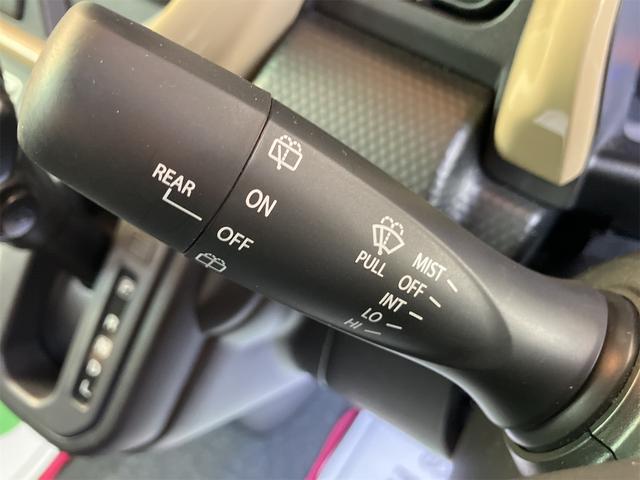 REAR
ON
OFF
PULL
MIST
OFF
INT
LO
HI